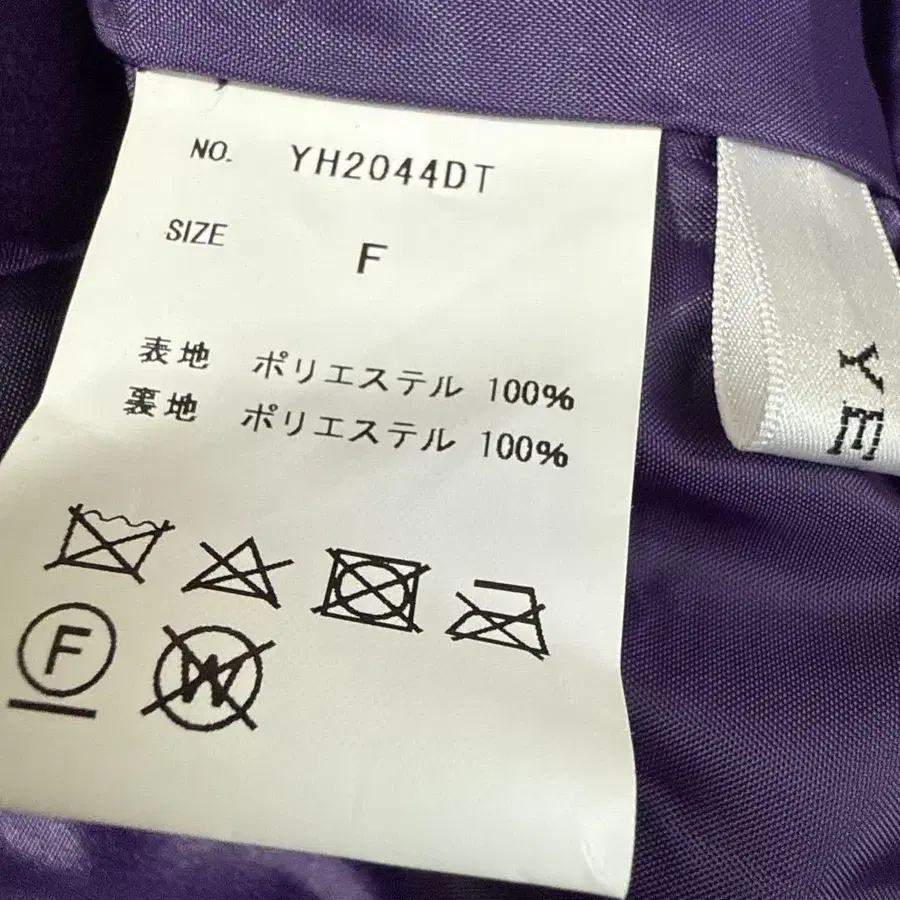 NO. YH2044DT
SIZE F
表地 ポリエステル 100%
裏地 ポリエステル 100%
F W
YE